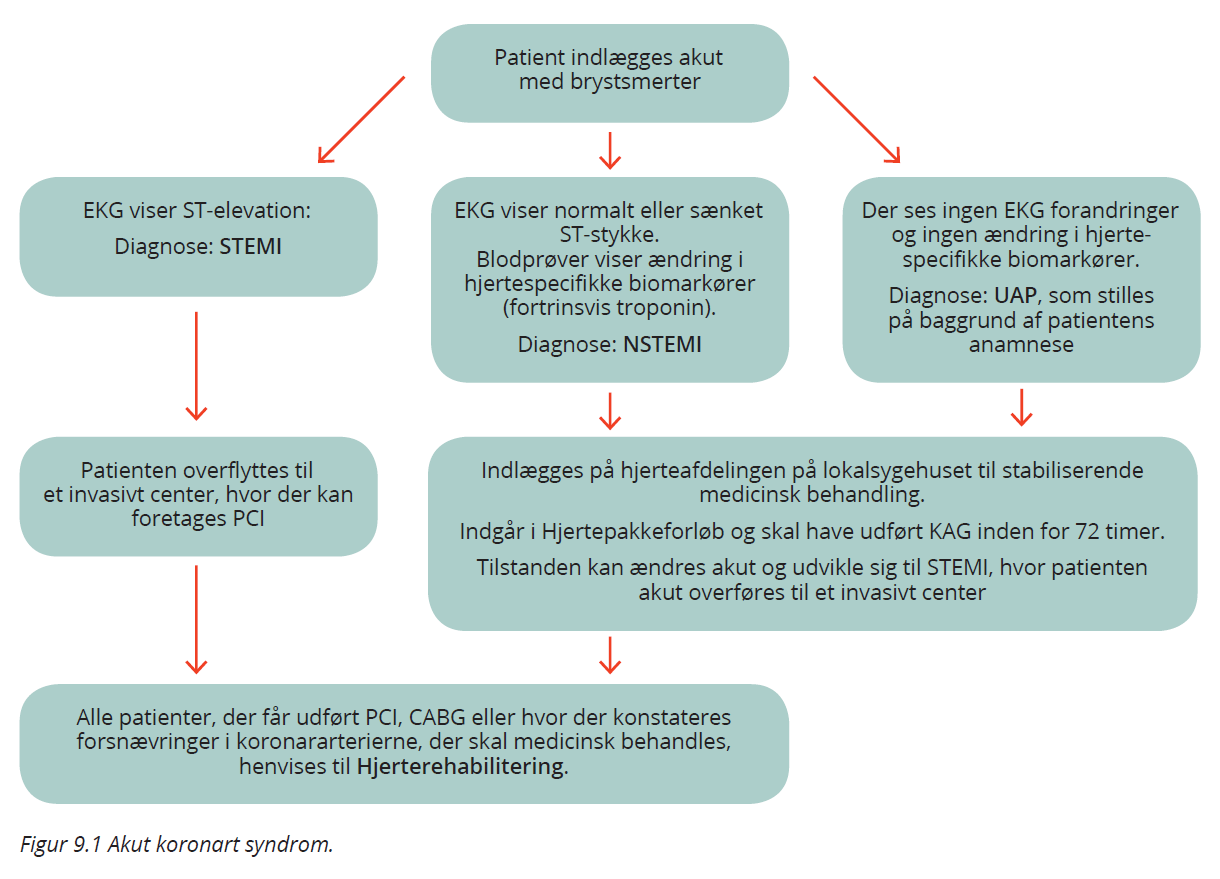 Patient indlægges akut
med brystsmerter
EKG viser ST-elevation:
Diagnose: STEMI
EKG viser normalt eller sænket
ST-stykke.
Blodprøver viser ændring i
hjertespecifikke biomarkører
(fortrinsvis troponin).
Diagnose: NSTEMI
Der ses ingen EKG forandringer
og ingen ændring i hjerte-
specifikke biomarkører.
Diagnose: UAP, som stilles
på baggrund af patientens
anamnese
Patienten overflyttes til
et invasivt center, hvor der kan
foretages PCI
Indlægges på hjerteafdelingen på lokalsygehuset til stabiliserende
medicinsk behandling.
Indgår i Hjertepakkeforløb og skal have udført KAG inden for 72 timer.
Tilstanden kan ændres akut og udvikle sig til STEMI, hvor patienten
akut overføres til et invasivt center
Alle patienter, der får udført PCI, CABG eller hvor der konstateres
forsnævringer i koronararterierne, der skal medicinsk behandles,
henvises til Hjerterehabilitering.
Figur 9.1 Akut koronart syndrom.